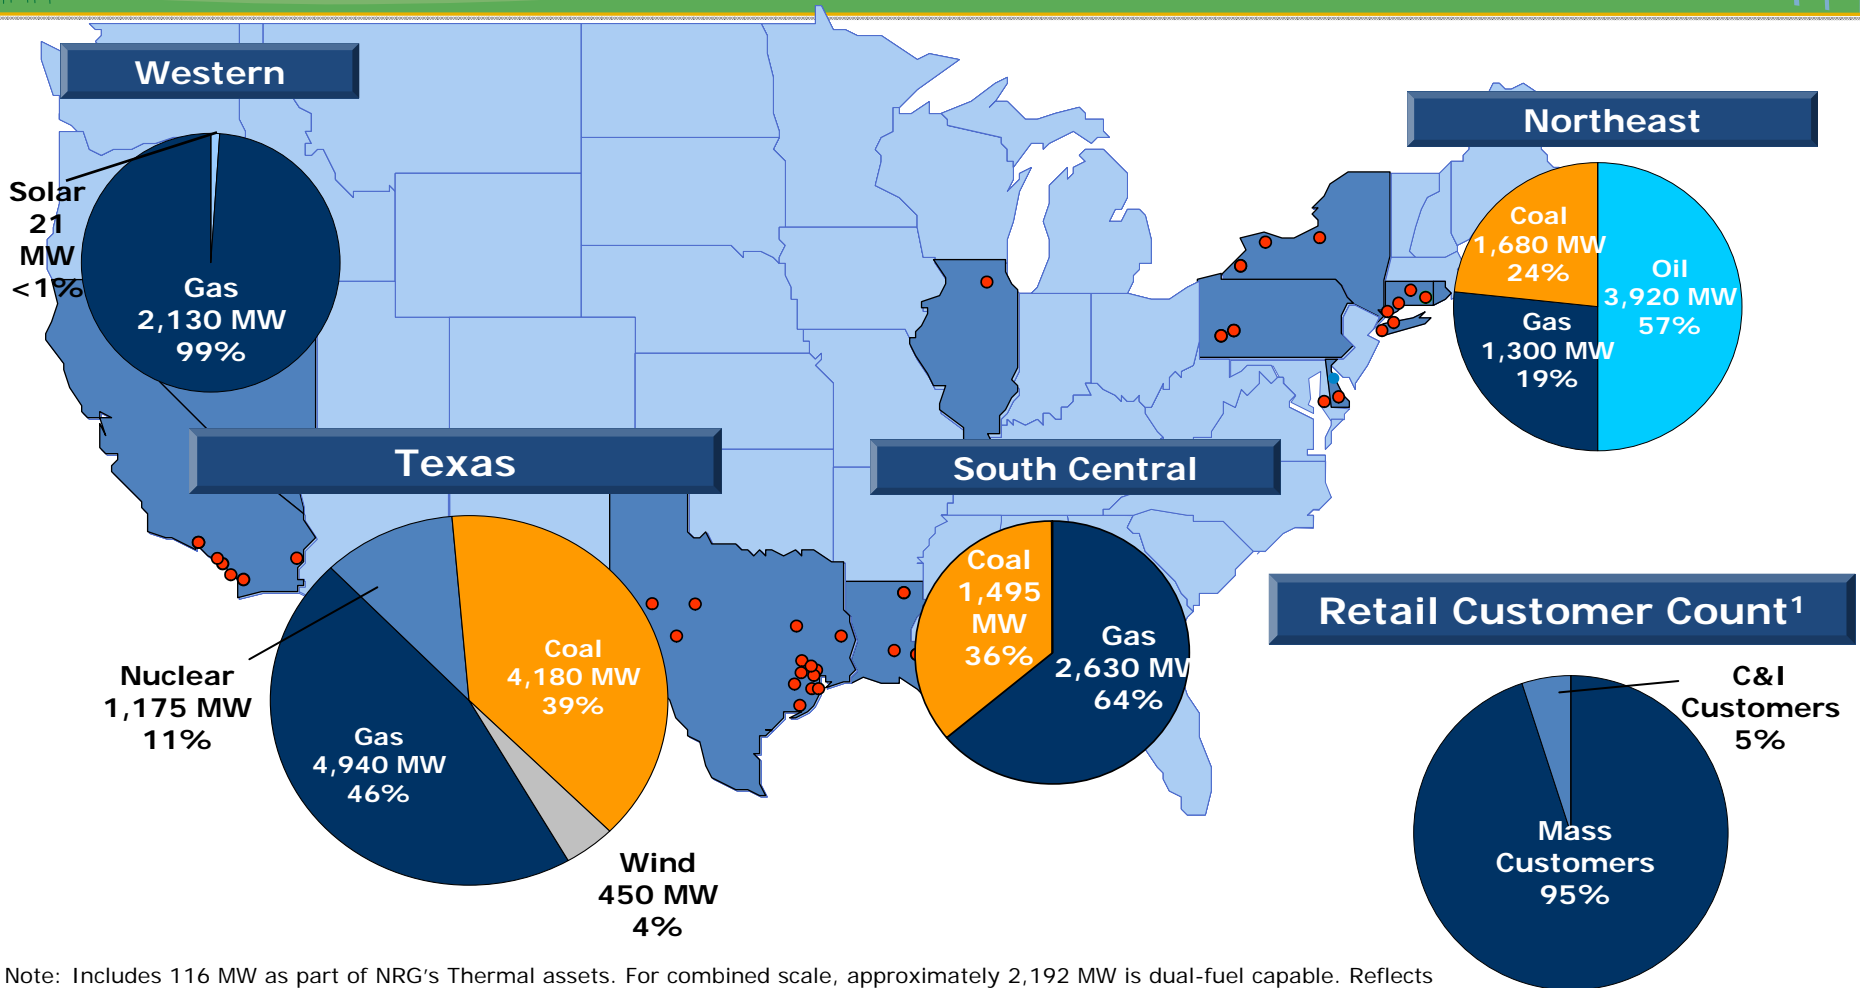 Western
Solar
21
MW
<1%
Gas
2,130 MW
99%
Northeast
Coal
1,680 MW
24%
Oil
3,920 MW
57%
Gas
1,300 MW
19%
Texas
Nuclear
1,175 MW
11%
Coal
4,180 MW
39%
Gas
4,940 MW
46%
Wind
450 MW
4%
South Central
Coal
1,495
MW
36%
Gas
2,630 MW
64%
Retail Customer Count¹
C&I
Customers
5%
Mass
Customers
95%
Note: Includes 116 MW as part of NRG's Thermal assets. For combined scale, approximately 2,192 MW is dual-fuel capable. Reflects